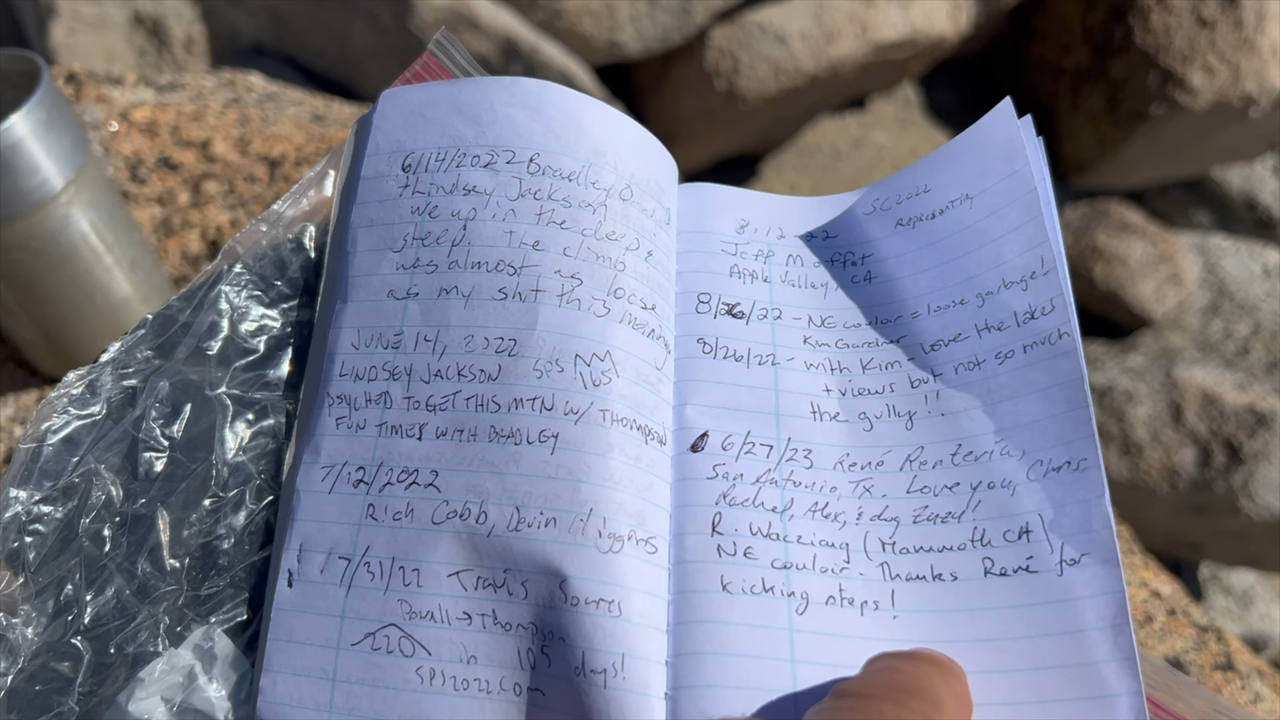 6/14/2022 Bradley O
+ Lindsey Jackson
we up in the deep &
steep. The climb
was almost as loose
as my shit this morning
JUNE 14, 2022
LINDSEY JACKSON SPS 165
PSYCHED TO GET THIS MTN W/ THOMPSON
FUN TIMES WITH BRADLEY
7/12/2022
Rich Cobb, Devin Higgens
7/31/22 Travis Soares
Powell → Thompson
220 in 105 days!
SPS2022.com
SC2022
Representin
8.12 22
Jeff Moffet
Apple Valley, CA
8/26/22 - NE couloir = loose garbage!
Kim Gardner
8/26/22 - with Kim - Love the lakes
+ views but not so much
the gully!!
6/27/23 René Rentería,
San Antonio, Tx. Love you, Chris,
Rachel, Alex, & dog Zuzu!
R. Wacziarg (Mammoth CA)
NE couloir. Thanks René for
kicking steps!